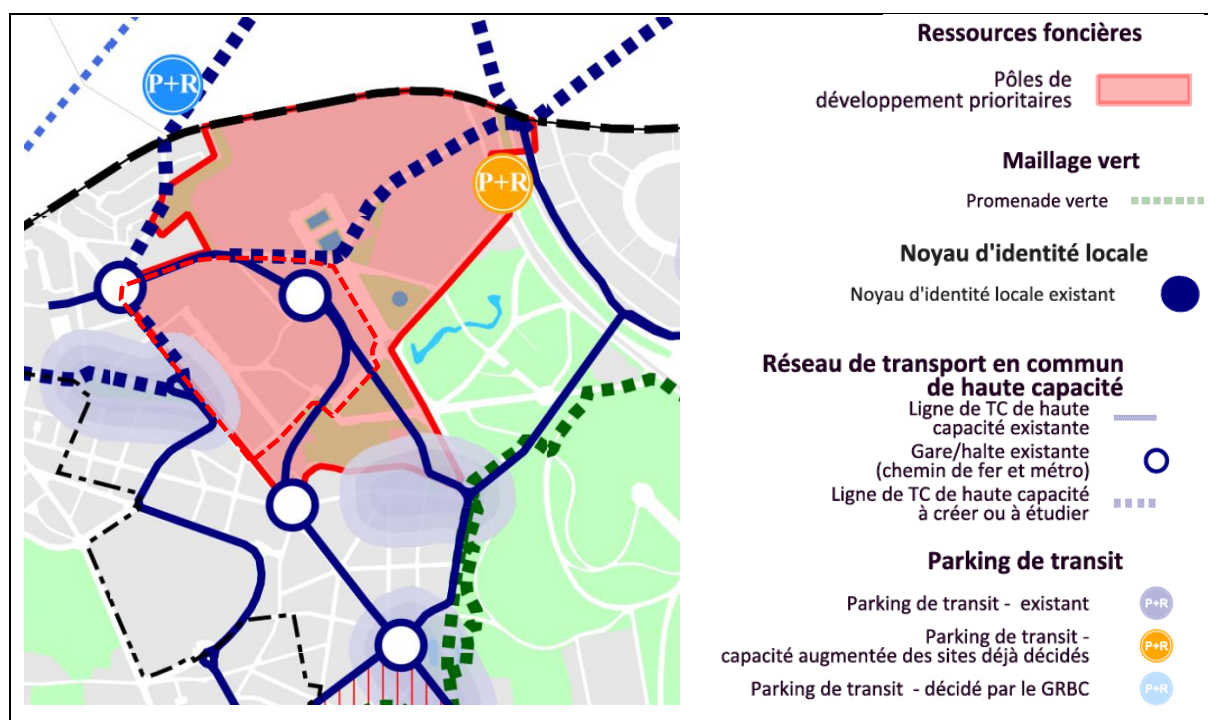 P+R
P+R
Ressources foncières
Pôles de
développement prioritaires
Maillage vert
Promenade verte
Noyau d'identité locale
Noyau d'identité locale existant
Réseau de transport en commun
de haute capacité
Ligne de TC de haute
capacité existante
Gare/halte existante
(chemin de fer et métro)
Ligne de TC de haute capacité
à créer ou à étudier
Parking de transit
Parking de transit - existant
P+R
Parking de transit -
capacité augmentée des sites déjà décidés
P+R
Parking de transit - décidé par le GRBC
P+R